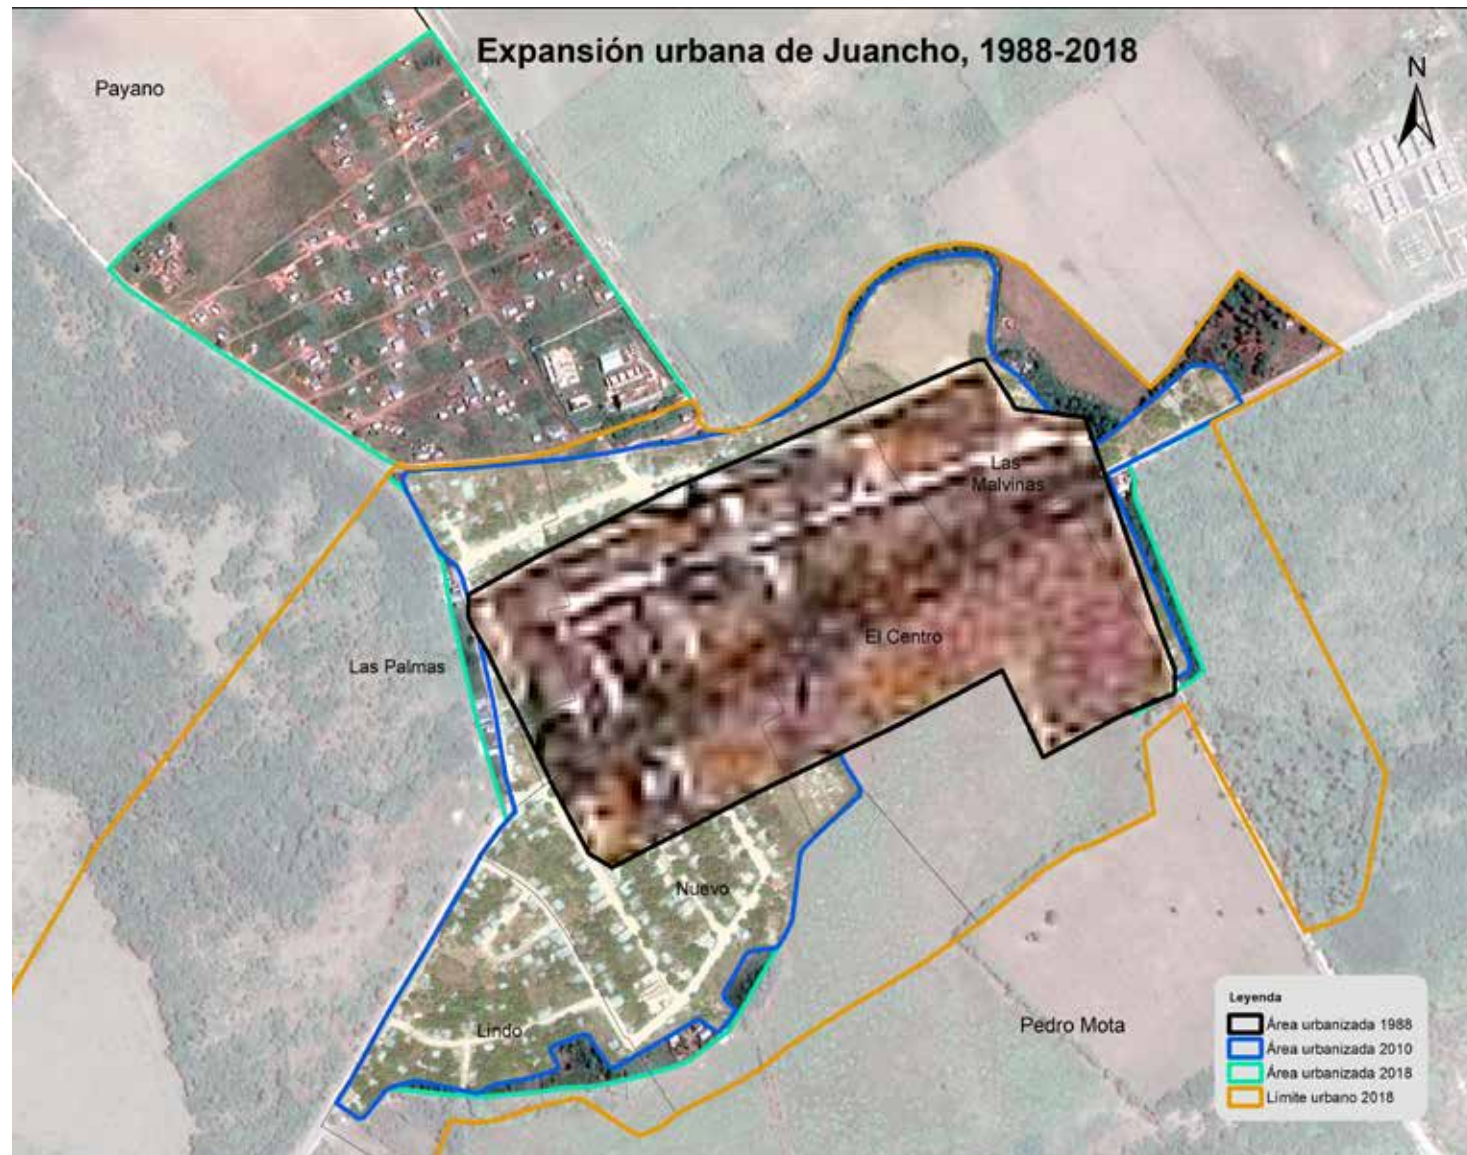 Expansión urbana de Juancho, 1988-2018
N
Payano
Las
Malvinas
El Centro
Las Palmas
Nuevo
Lindo
Pedro Mota
Leyenda
Área urbanizada 1988
Área urbanizada 2010
Área urbanizada 2018
Límite urbano 2018